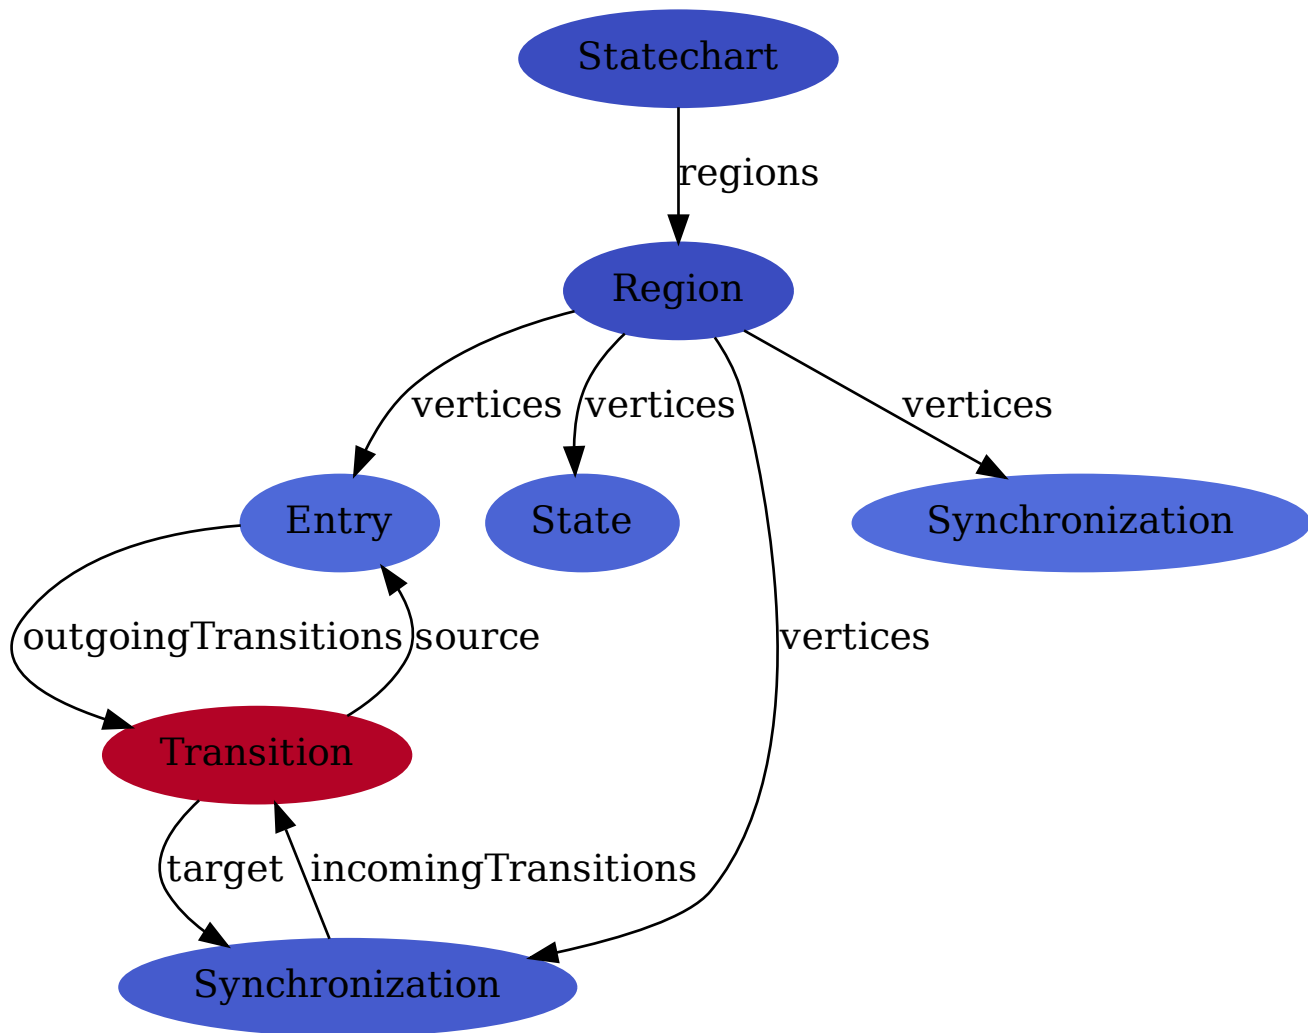 Statechart
regions
Region
vertices
vertices
vertices
Entry
State
Synchronization
outgoingTransitions
source
vertices
Transition
target
incomingTransitions
Synchronization